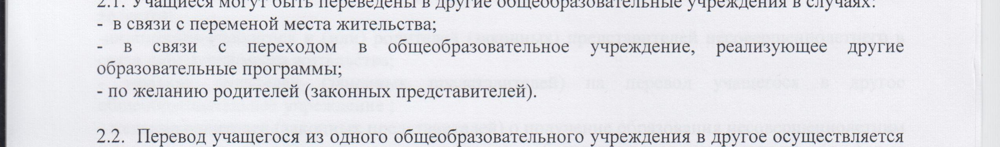 2.1. Учащиеся могут быть переведены в другие общеобразовательные учреждения в случаях:
- в связи с переменой места жительства;
- в связи с переходом в общеобразовательное учреждение, реализующее другие
образовательные программы;
- по желанию родителей (законных представителей).
2.2. Перевод учащегося из одного общеобразовательного учреждения в другое осуществляется